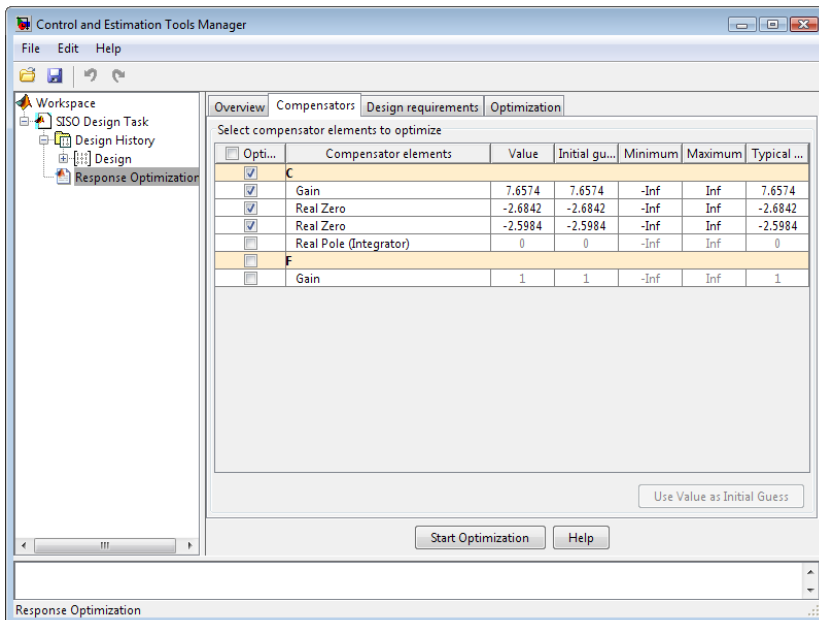 Control and Estimation Tools Manager
File Edit Help
Workspace
SISO Design Task
Design History
Design
Response Optimization
Overview Compensators Design requirements Optimization
Select compensator elements to optimize
Opti... Compensator elements Value Initial gu... Minimum Maximum Typical ...
C
Gain 7.6574 7.6574 -Inf Inf 7.6574
Real Zero -2.6842 -2.6842 -Inf Inf -2.6842
Real Zero -2.5984 -2.5984 -Inf Inf -2.5984
Real Pole (Integrator) 0 0 -Inf Inf 0
F
Gain 1 1 -Inf Inf 1
Use Value as Initial Guess
Start Optimization Help
Response Optimization